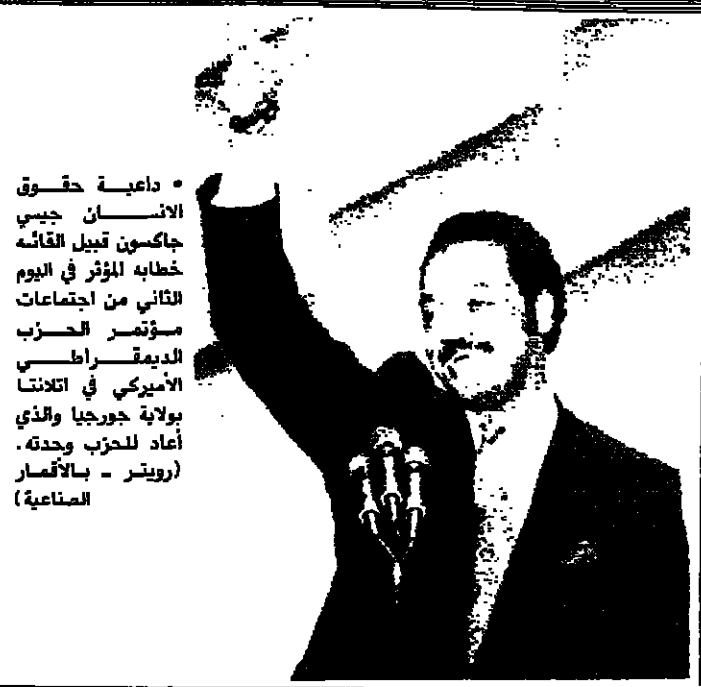 • داعية حقوق
الانسان جيسي
جاكسون قبيل القائه
خطابه المؤثر في اليوم
الثاني من اجتماعات
مؤتمر الحزب
الديمقراطي
الأميركي في اتلانتا
بولاية جورجيا والذي
أعاد للحزب وحدته.
(رويتر - بالأقمار
الصناعية)